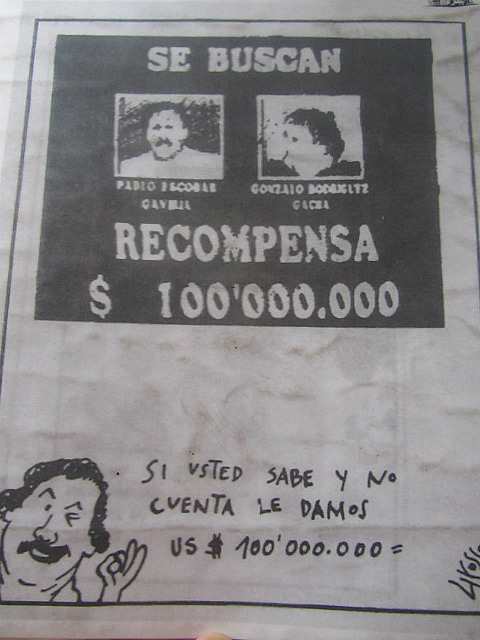 SE BUSCAN
PABLO ESCOBAR
GAVIRIA
GONZALO RODRIGUEZ
GACHA
RECOMPENSA
$ 100'000.000
SI USTED SABE Y NO
CUENTA LE DAMOS
US $ 100'000.000=